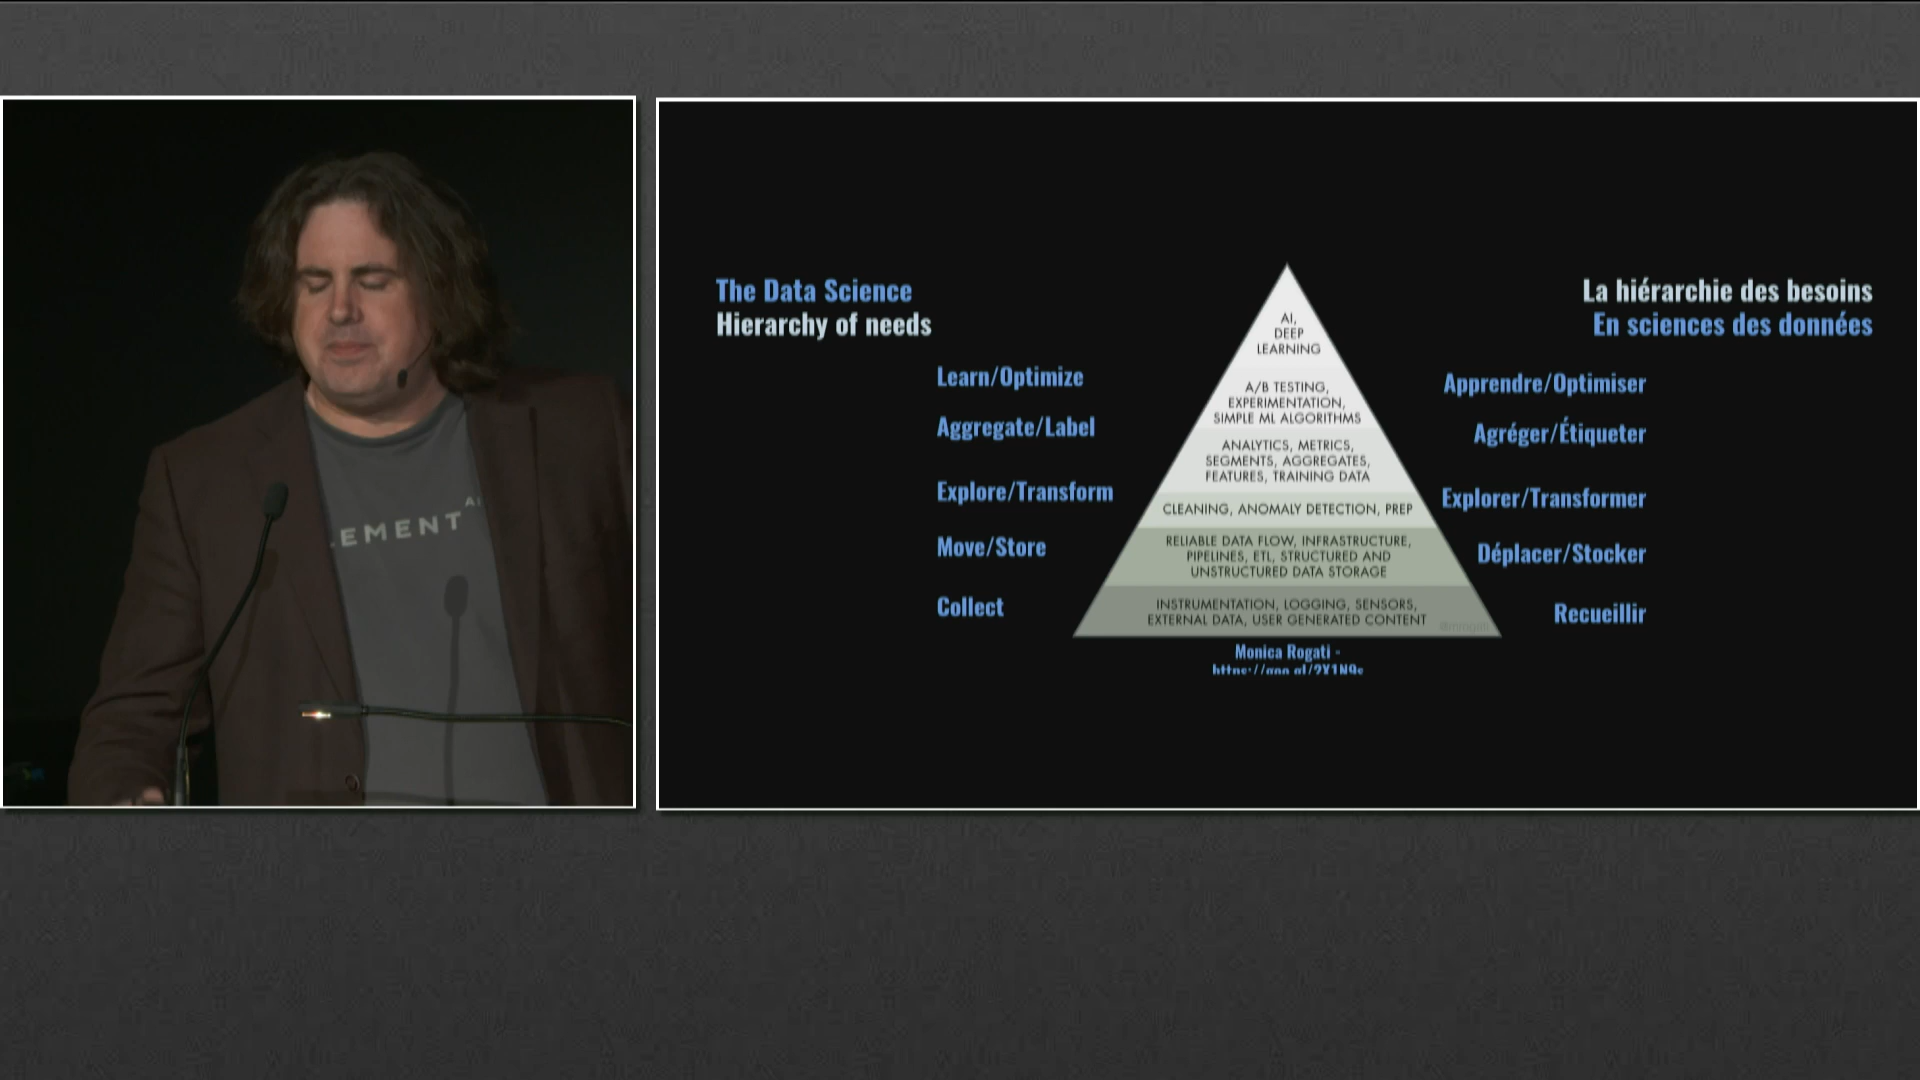 LEMENT AI
The Data Science
Hierarchy of needs
Learn/Optimize
Aggregate/Label
Explore/Transform
Move/Store
Collect
AI,
DEEP
LEARNING
A/B TESTING,
EXPERIMENTATION,
SIMPLE ML ALGORITHMS
ANALYTICS, METRICS,
SEGMENTS, AGGREGATES,
FEATURES, TRAINING DATA
CLEANING, ANOMALY DETECTION, PREP
RELIABLE DATA FLOW, INFRASTRUCTURE,
PIPELINES, ETL, STRUCTURED AND
UNSTRUCTURED DATA STORAGE
INSTRUMENTATION, LOGGING, SENSORS,
EXTERNAL DATA, USER GENERATED CONTENT
Monica Rogati -
La hiérarchie des besoins
En sciences des données
Apprendre/Optimiser
Agréger/Étiqueter
Explorer/Transformer
Déplacer/Stocker
Recueillir